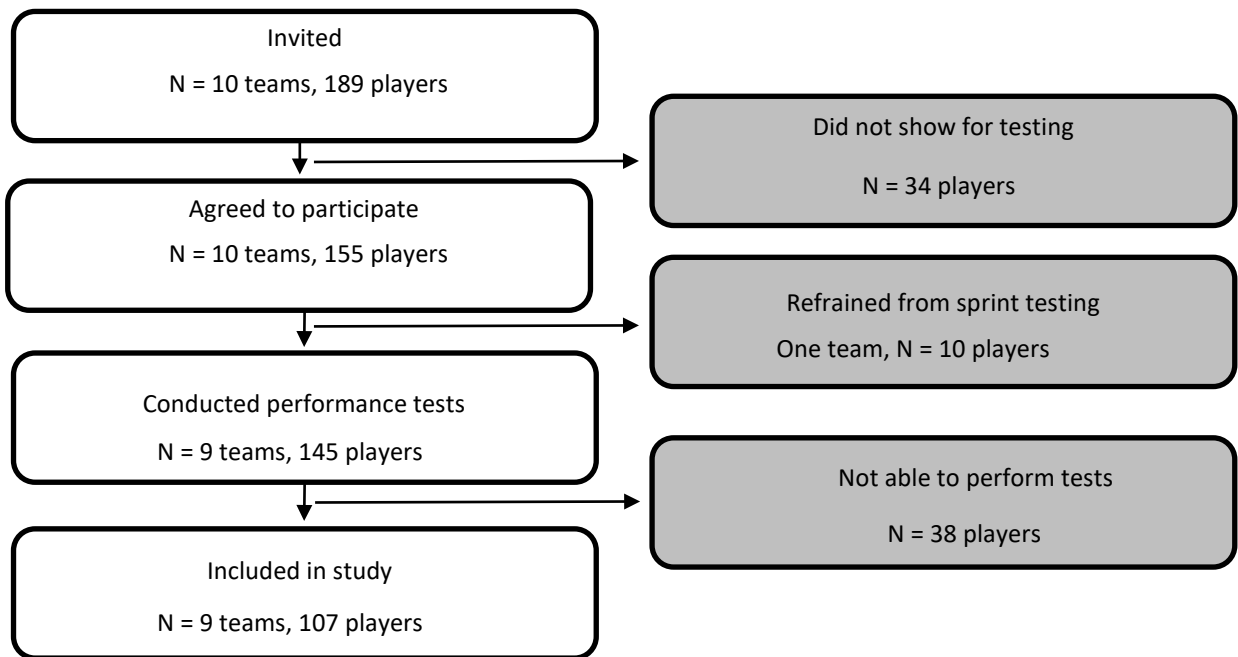 Invited
N = 10 teams, 189 players
Did not show for testing
N = 34 players
Agreed to participate
N = 10 teams, 155 players
Refrained from sprint testing
One team, N = 10 players
Conducted performance tests
N = 9 teams, 145 players
Not able to perform tests
N = 38 players
Included in study
N = 9 teams, 107 players